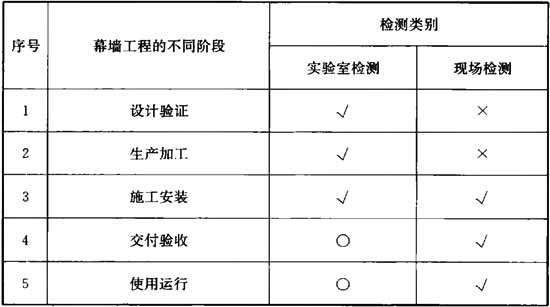 序号 幕墙工程的不同阶段 检测类别
实验室检测 现场检测
1 设计验证 √ ×
2 生产加工 √ ×
3 施工安装 √ √
4 交付验收 ○ √
5 使用运行 ○ √